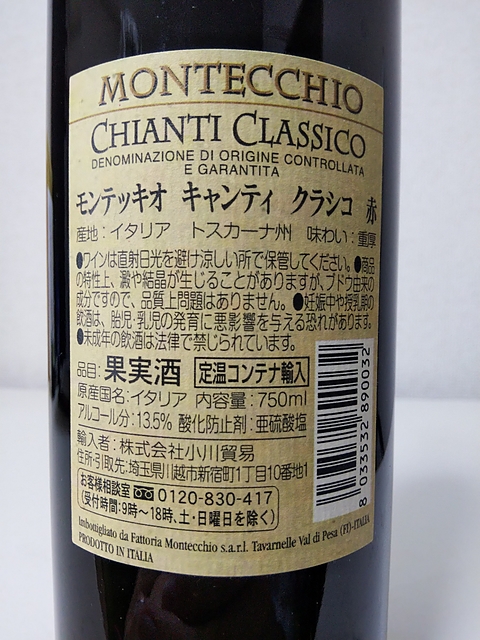 MONTECCHIO
CHIANTI CLASSICO
DENOMINAZIONE DI ORIGINE CONTROLLATA
E GARANTITA
モンテッキオ キャンティ クラシコ 赤
産地:イタリア トスカーナ州 味わい:重厚
●ワインは直射日光を避け涼しい所で保管してください。●商品
の特性上、澱や結晶が生じることがありますが、ブドウ由来の
成分ですので、品質上問題はありません。●妊娠中や授乳期の
飲酒は、胎児・乳児の発育に悪影響を与える恐れがあります。
●未成年の飲酒は法律で禁じられています。
品目:果実酒 定温コンテナ輸入
原産国名:イタリア 内容量:750ml
アルコール分:13.5% 酸化防止剤:亜硫酸塩
輸入者:株式会社小川貿易
住所・引取先:埼玉県川越市新宿町1丁目10番地1
お客様相談室 0120-830-417
(受付時間:9時〜18時、土・日曜日を除く)
8 033532 890032
Imbottigliato da Fattoria Montecchio s.a.r.l. Tavarnelle Val di Pesa (FI)-ITALIA
PRODOTTO IN ITALIA